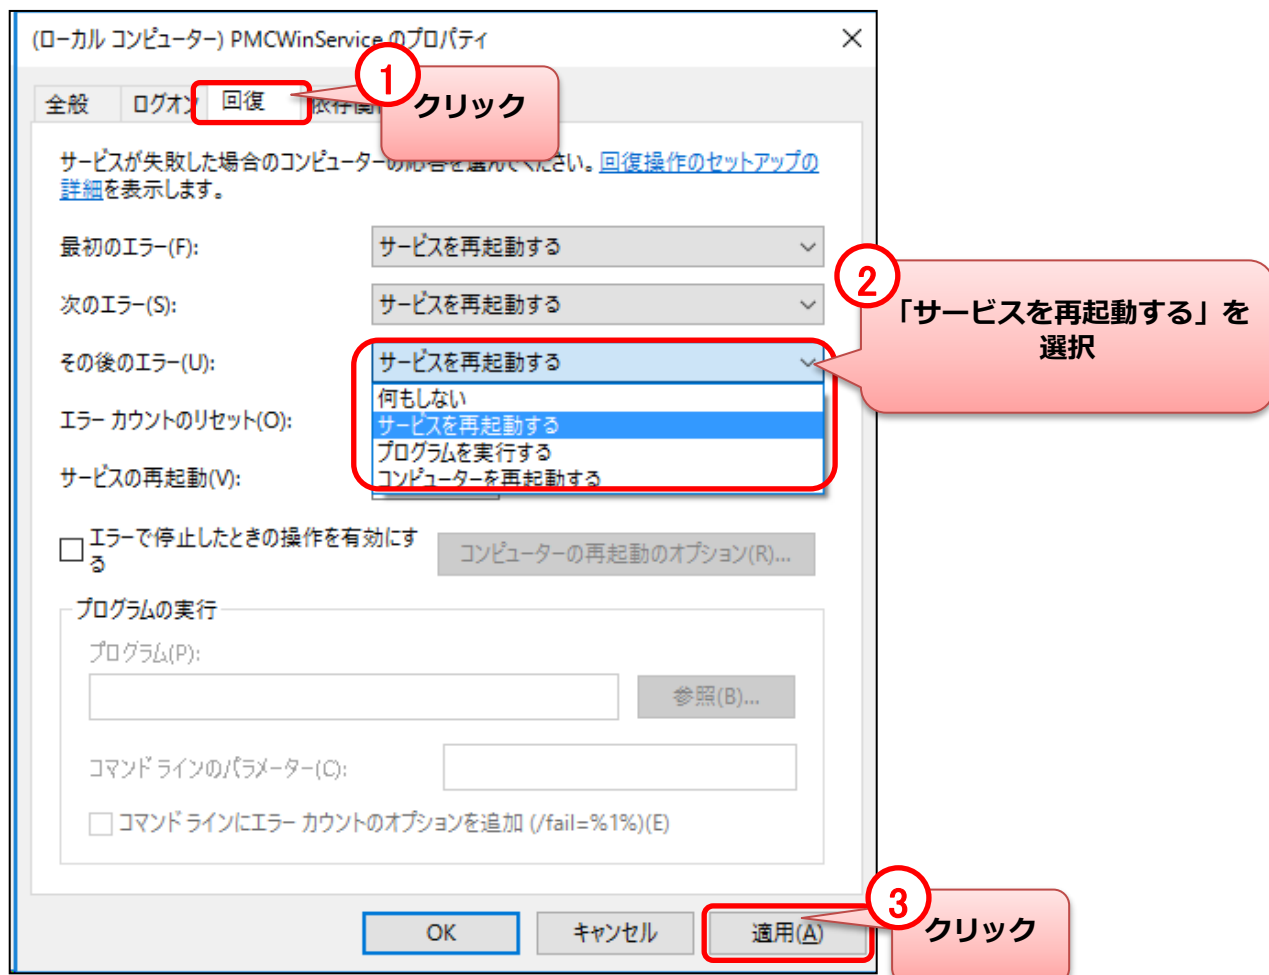 (ローカル コンピューター) PMCWinService のプロパティ
1
クリック
全般
ログオン
回復
サービスが失敗した場合のコンピューターの応答を選んでください。回復操作のセットアップの
詳細を表示します。
最初のエラー(F):
サービスを再起動する
次のエラー(S):
サービスを再起動する
2
「サービスを再起動する」を
選択
その後のエラー(U):
サービスを再起動する
何もしない
サービスを再起動する
プログラムを実行する
コンピューターを再起動する
エラー カウントのリセット(O):
サービスの再起動(V):
エラーで停止したときの操作を有効にす
る
コンピューターの再起動のオプション(R)...
プログラムの実行
プログラム(P):
参照(B)...
コマンド ラインのパラメーター(C):
コマンド ラインにエラー カウントのオプションを追加 (/fail=%1%)(E)
OK
キャンセル
適用(A)
3
クリック